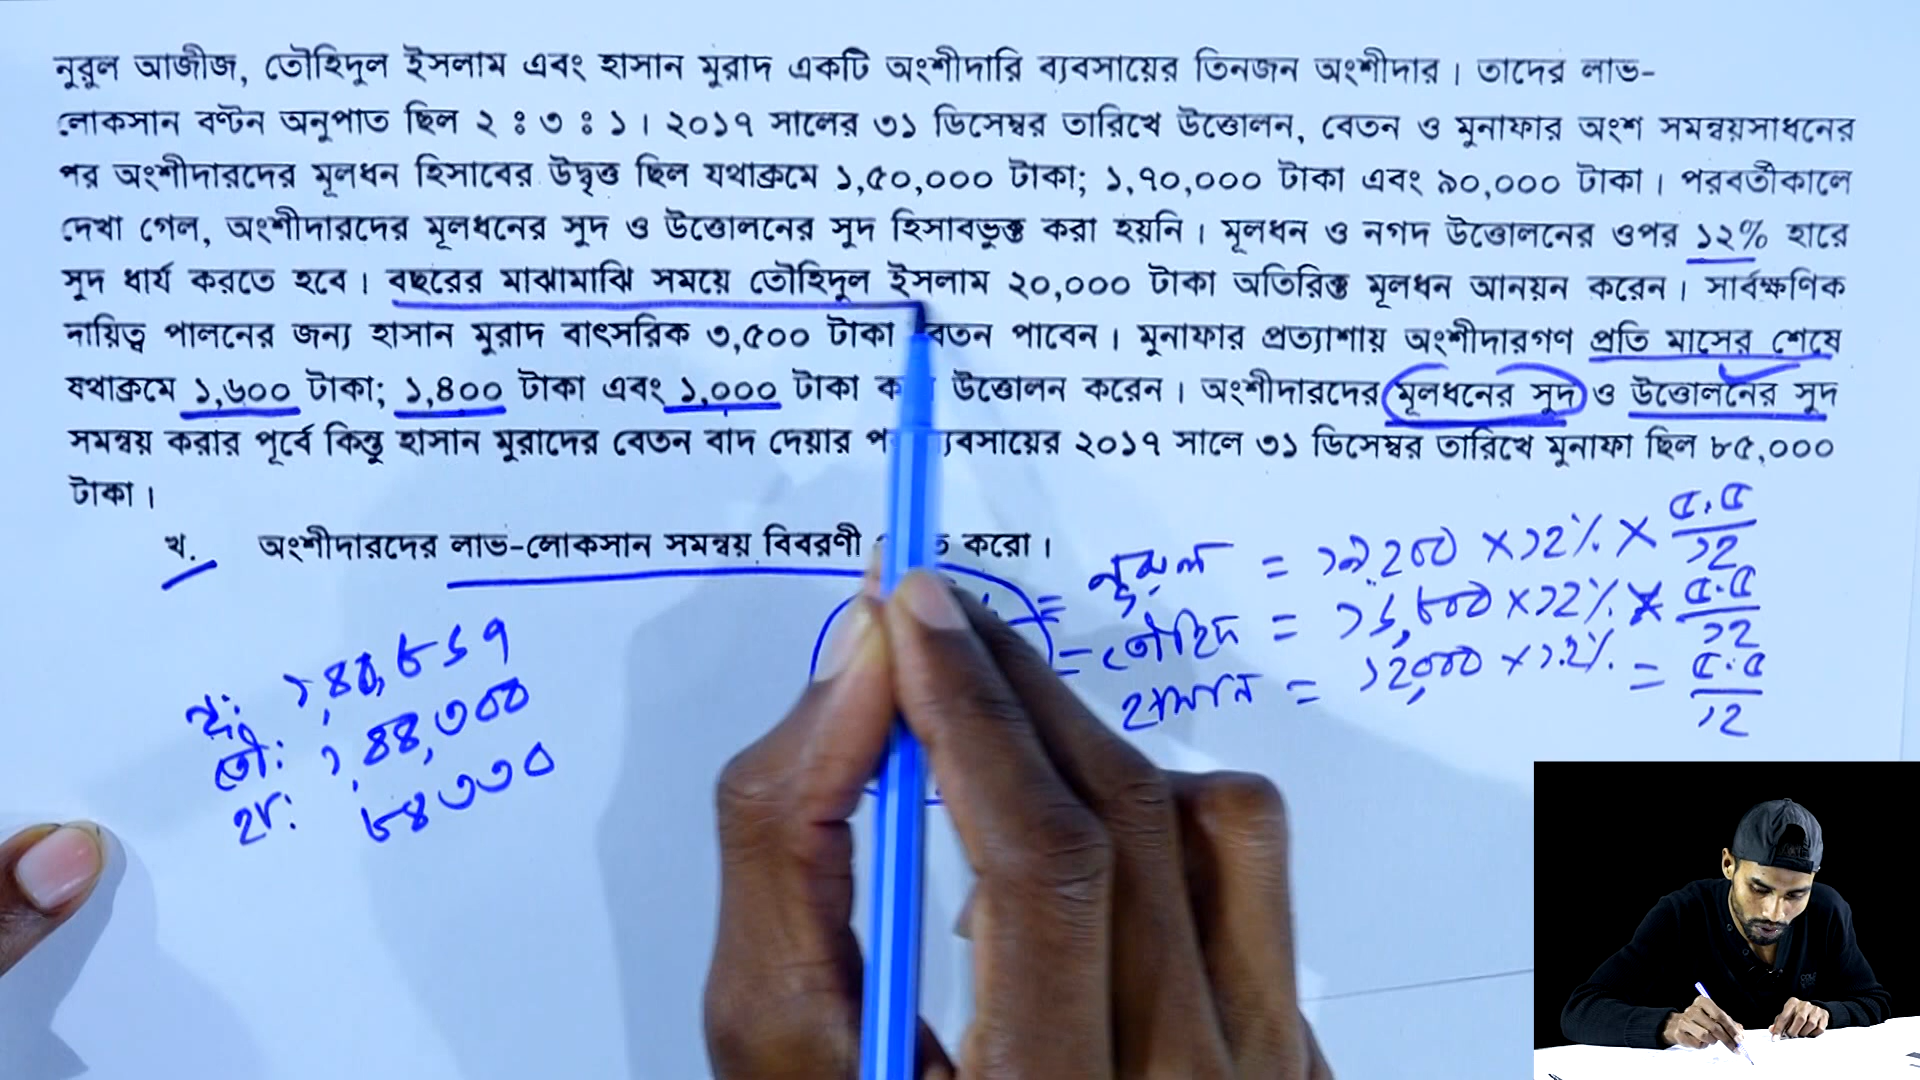 নুরুল আজীজ, তৌহিদুল ইসলাম এবং হাসান মুরাদ একটি অংশীদারি ব্যবসায়ের তিনজন অংশীদার। তাদের লাভ-
লোকসান বণ্টন অনুপাত ছিল ২ ঃ ৩ ঃ ১। ২০১৭ সালের ৩১ ডিসেম্বর তারিখে উত্তোলন, বেতন ও মুনাফার অংশ সমন্বয়সাধনের
পর অংশীদারদের মূলধন হিসাবের উদ্বৃত্ত ছিল যথাক্রমে ১,৫০,০০০ টাকা; ১,৭০,০০০ টাকা এবং ৯০,০০০ টাকা। পরবর্তীকালে
দেখা গেল, অংশীদারদের মূলধনের সুদ ও উত্তোলনের সুদ হিসাবভুক্ত করা হয়নি। মূলধন ও নগদ উত্তোলনের ওপর ১২% হারে
সুদ ধার্য করতে হবে। বছরের মাঝামাঝি সময়ে তৌহিদুল ইসলাম ২০,০০০ টাকা অতিরিক্ত মূলধন আনয়ন করেন। সার্বক্ষণিক
দায়িত্ব পালনের জন্য হাসান মুরাদ বাৎসরিক ৩,৫০০ টাকা বেতন পাবেন। মুনাফার প্রত্যাশায় অংশীদারগণ প্রতি মাসের শেষে
যথাক্রমে ১,৬০০ টাকা; ১,৪০০ টাকা এবং ১,০০০ টাকা উত্তোলন করেন। অংশীদারদের মূলধনের সুদ ও উত্তোলনের সুদ
সমন্বয় করার পূর্বে কিন্তু হাসান মুরাদের বেতন বাদ দেয়ার ব্যবসায়ের ২০১৭ সালে ৩১ ডিসেম্বর তারিখে মুনাফা ছিল ৮৫,০০০
টাকা।
খ. অংশীদারদের লাভ-লোকসান সমন্বয় বিবরণী করো।
= নুরুল = ১৯,২০০ × ১২% × ৫.৫/১২
= তৌহিদ = ১৬,৮০০ × ১২% × ৫.৫/১২
হাসান = ১২,০০০ × ১২% = ৫.৫/১২
নু: ১,৪০,৮৬৭
তৌ: ১,৪৪,৩০০
হা: ৮৪৩৩০